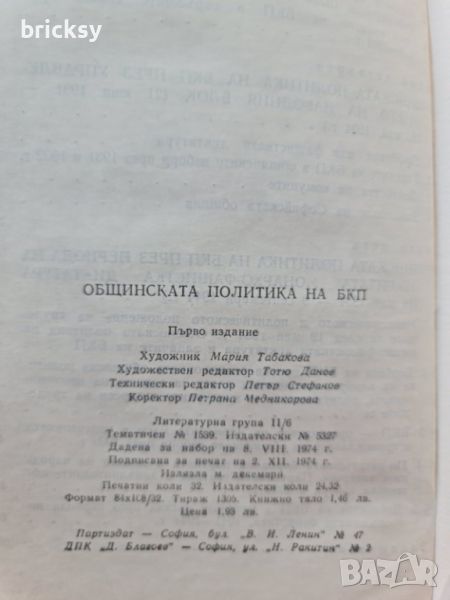 bricksy
ОБЩИНСКАТА ПОЛИТИКА НА БКП
Първо издание
Художник Мария Табакова
Художествен редактор Тотю Данов
Технически редактор Петър Стефанов
Коректор Петрана Медникарова
Литературна група II/6
Тематичен № 1539. Издателски № 5327
Дадена за набор на 8. VIII. 1974 г.
Подписана за печат на 2. XII. 1974 г.
Излязла м. декември
Печатни коли 32. Издателски коли 24,32
Формат 84х108/32. Тираж 1305. Книжно тяло 1,46 лв.
Цена 1,93 лв.
Партиздат — София, бул. „В. И. Ленин" № 47
ДПК „Д. Благоев" — София, ул. „Н. Ракитин" № 2
BAZAR